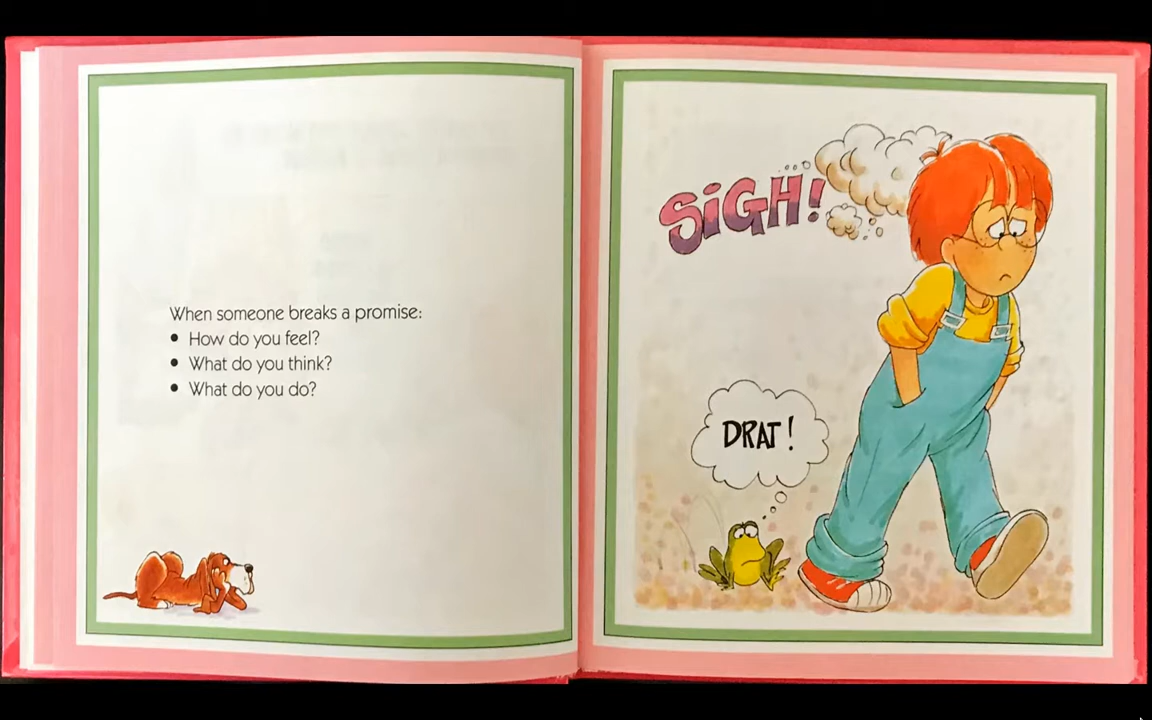 When someone breaks a promise:
• How do you feel?
• What do you think?
• What do you do?
SiGH!
DRAT!